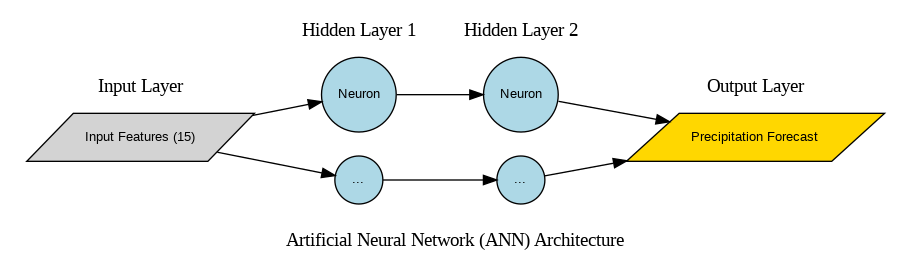 Hidden Layer 1
Hidden Layer 2
Input Layer
Neuron
Neuron
Output Layer
Input Features (15)
Precipitation Forecast
...
...
Artificial Neural Network (ANN) Architecture